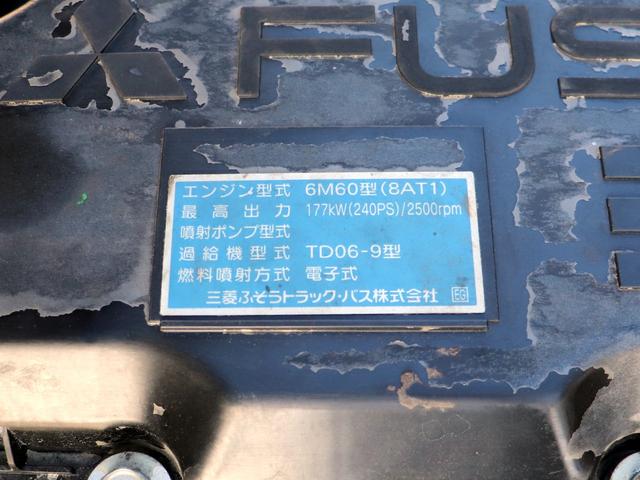 FUS
エンジン型式 6M60型(8AT1)
最高出力 177kW(240PS)/2500rpm
噴射ポンプ型式
過給機型式 TD06-9型
燃料噴射方式 電子式
三菱ふそうトラック・バス株式会社 EG